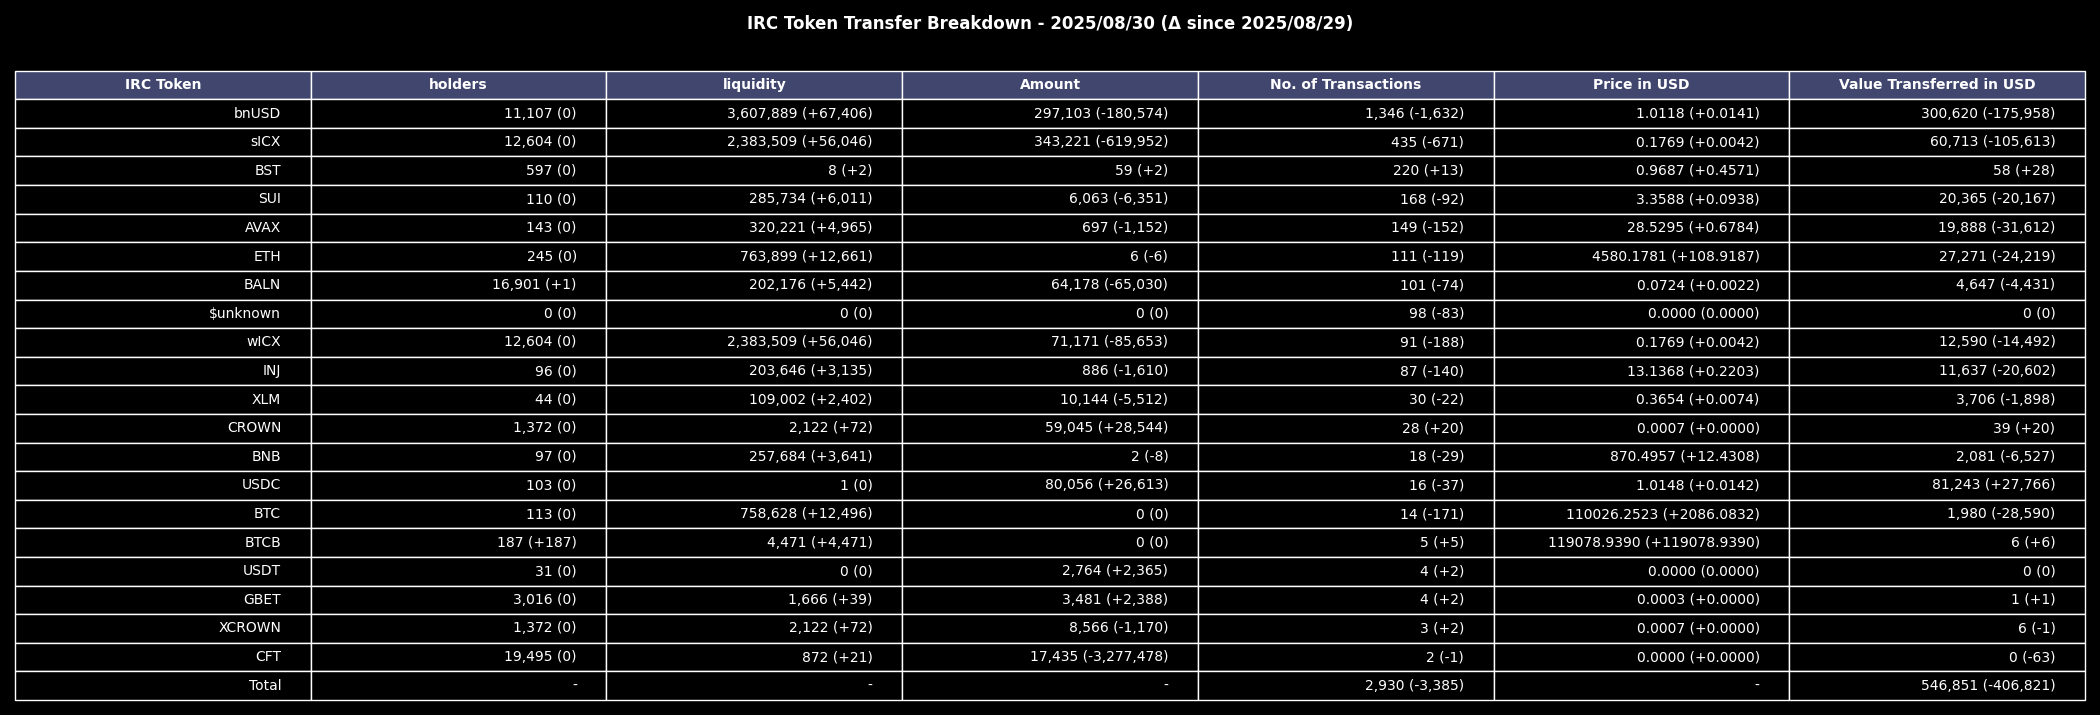 IRC Token Transfer Breakdown - 2025/08/30 (Δ since 2025/08/29)
IRC Token holders liquidity Amount No. of Transactions Price in USD Value Transferred in USD
bnUSD 11,107 (0) 3,607,889 (+67,406) 297,103 (-180,574) 1,346 (-1,632) 1.0118 (+0.0141) 300,620 (-175,958)
sICX 12,604 (0) 2,383,509 (+56,046) 343,221 (-619,952) 435 (-671) 0.1769 (+0.0042) 60,713 (-105,613)
BST 597 (0) 8 (+2) 59 (+2) 220 (+13) 0.9687 (+0.4571) 58 (+28)
SUI 110 (0) 285,734 (+6,011) 6,063 (-6,351) 168 (-92) 3.3588 (+0.0938) 20,365 (-20,167)
AVAX 143 (0) 320,221 (+4,965) 697 (-1,152) 149 (-152) 28.5295 (+0.6784) 19,888 (-31,612)
ETH 245 (0) 763,899 (+12,661) 6 (-6) 111 (-119) 4580.1781 (+108.9187) 27,271 (-24,219)
BALN 16,901 (+1) 202,176 (+5,442) 64,178 (-65,030) 101 (-74) 0.0724 (+0.0022) 4,647 (-4,431)
$unknown 0 (0) 0 (0) 0 (0) 98 (-83) 0.0000 (0.0000) 0 (0)
wICX 12,604 (0) 2,383,509 (+56,046) 71,171 (-85,653) 91 (-188) 0.1769 (+0.0042) 12,590 (-14,492)
INJ 96 (0) 203,646 (+3,135) 886 (-1,610) 87 (-140) 13.1368 (+0.2203) 11,637 (-20,602)
XLM 44 (0) 109,002 (+2,402) 10,144 (-5,512) 30 (-22) 0.3654 (+0.0074) 3,706 (-1,898)
CROWN 1,372 (0) 2,122 (+72) 59,045 (+28,544) 28 (+20) 0.0007 (+0.0000) 39 (+20)
BNB 97 (0) 257,684 (+3,641) 2 (-8) 18 (-29) 870.4957 (+12.4308) 2,081 (-6,527)
USDC 103 (0) 1 (0) 80,056 (+26,613) 16 (-37) 1.0148 (+0.0142) 81,243 (+27,766)
BTC 113 (0) 758,628 (+12,496) 0 (0) 14 (-171) 110026.2523 (+2086.0832) 1,980 (-28,590)
BTCB 187 (+187) 4,471 (+4,471) 0 (0) 5 (+5) 119078.9390 (+119078.9390) 6 (+6)
USDT 31 (0) 0 (0) 2,764 (+2,365) 4 (+2) 0.0000 (0.0000) 0 (0)
GBET 3,016 (0) 1,666 (+39) 3,481 (+2,388) 4 (+2) 0.0003 (+0.0000) 1 (+1)
XCROWN 1,372 (0) 2,122 (+72) 8,566 (-1,170) 3 (+2) 0.0007 (+0.0000) 6 (-1)
CFT 19,495 (0) 872 (+21) 17,435 (-3,277,478) 2 (-1) 0.0000 (+0.0000) 0 (-63)
Total - - - 2,930 (-3,385) - 546,851 (-406,821)